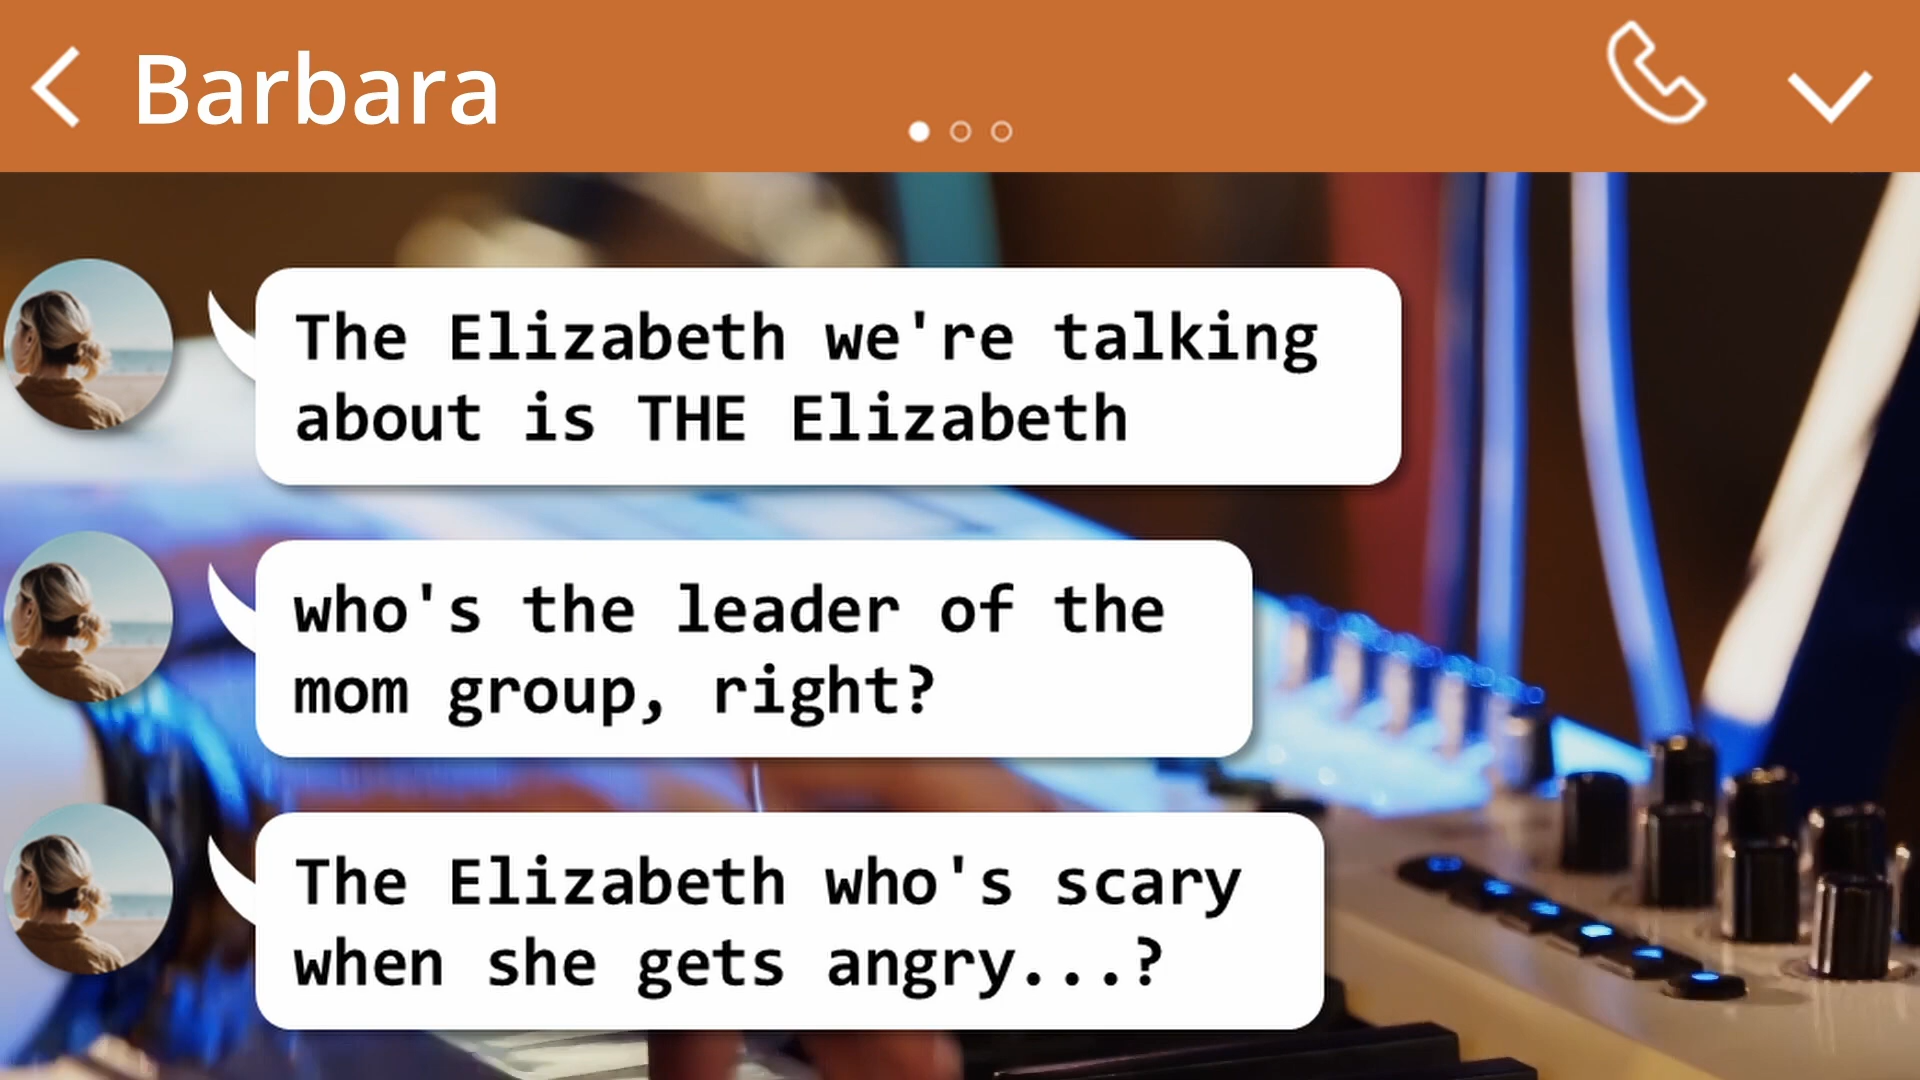 Barbara
The Elizabeth we're talking
about is THE Elizabeth
who's the leader of the
mom group, right?
The Elizabeth who's scary
when she gets angry...?